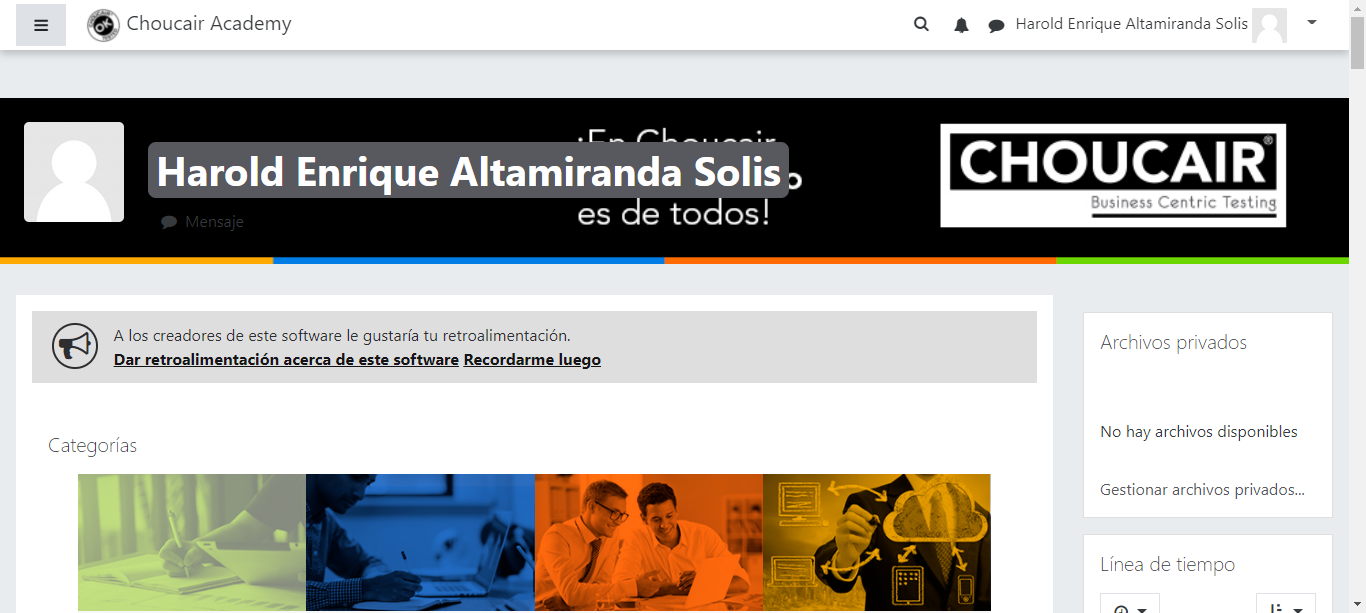 Choucair Academy
Harold Enrique Altamiranda Solis
¡En Choucair
Harold Enrique Altamiranda Solis
es de todos!
Mensaje
CHOUCAIR®
Business Centric Testing
A los creadores de este software le gustaría tu retroalimentación.
Dar retroalimentación acerca de este software Recordarme luego
Categorías
Archivos privados
No hay archivos disponibles
Gestionar archivos privados...
Línea de tiempo